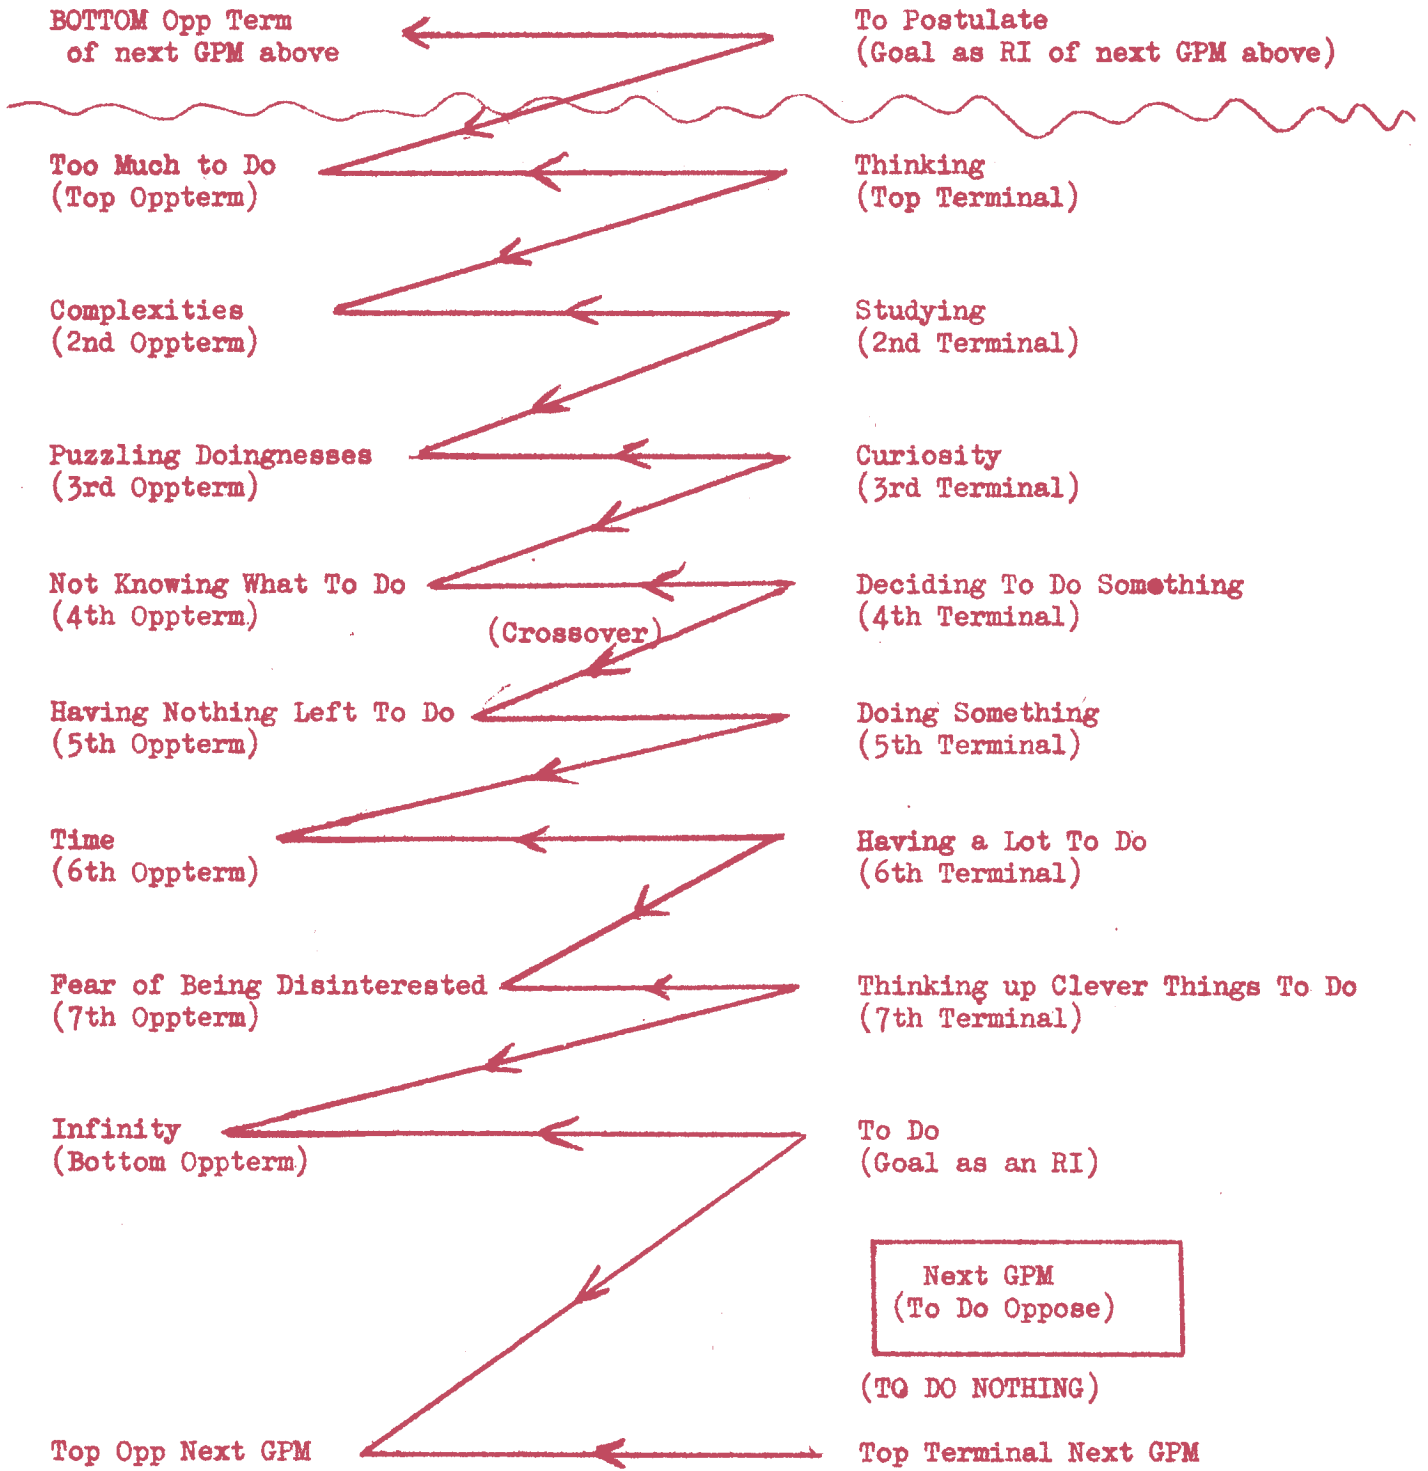 BOTTOM Opp Term
of next GPM above
To Postulate
(Goal as RI of next GPM above)
Too Much to Do
(Top Oppterm)
Thinking
(Top Terminal)
Complexities
(2nd Oppterm)
Studying
(2nd Terminal)
Puzzling Doingnesses
(3rd Oppterm)
Curiosity
(3rd Terminal)
Not Knowing What To Do
(4th Oppterm)
Deciding To Do Something
(4th Terminal)
(Crossover)
Having Nothing Left To Do
(5th Oppterm)
Doing Something
(5th Terminal)
Time
(6th Oppterm)
Having a Lot To Do
(6th Terminal)
Fear of Being Disinterested
(7th Oppterm)
Thinking up Clever Things To Do
(7th Terminal)
Infinity
(Bottom Oppterm)
To Do
(Goal as an RI)
Next GPM
(To Do Oppose)
(TO DO NOTHING)
Top Opp Next GPM
Top Terminal Next GPM